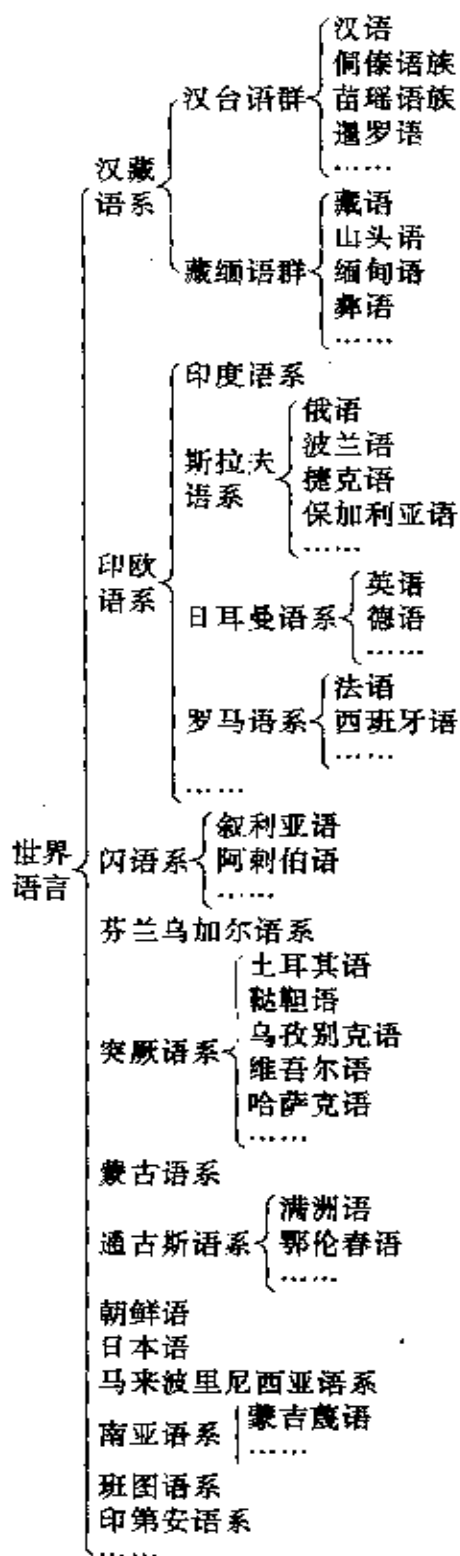 汉语
侗傣语族
汉台语群
苗瑶语族
暹罗语
……
汉藏
语系
藏语
山头语
藏缅语群
缅甸语
彝语
……
印度语系
俄语
斯拉夫
语系
波兰语
捷克语
保加利亚语
……
印欧
语系
英语
日耳曼语系
德语
……
法语
罗马语系
西班牙语
……
……
世界
语言
叙利亚语
闪语系
阿剌伯语
……
芬兰乌加尔语系
土耳其语
鞑靼语
乌孜别克语
突厥语系
维吾尔语
哈萨克语
……
蒙古语系
满洲语
通古斯语系
鄂伦春语
……
朝鲜语
日本语
马来波里尼西亚语系
南亚语系
蒙吉蔑语
……
班图语系
印第安语系
……